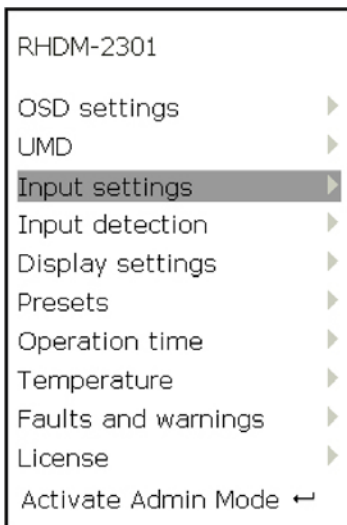 RHDM-2301
OSD settings
UMD
Input settings
Input detection
Display settings
Presets
Operation time
Temperature
Faults and warnings
License
Activate Admin Mode ↵